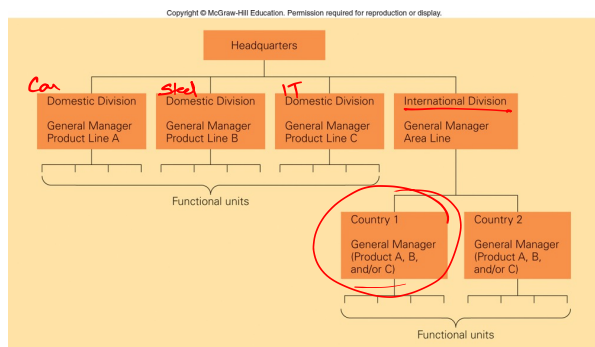 Copyright © McGraw-Hill Education. Permission required for reproduction or display.
Headquarters
Car
Steel
IT
Domestic Division
General Manager
Product Line A
Domestic Division
General Manager
Product Line B
Domestic Division
General Manager
Product Line C
International Division
General Manager
Area Line
Functional units
Country 1
General Manager
(Product A, B,
and/or C)
Country 2
General Manager
(Product A, B,
and/or C)
Functional units